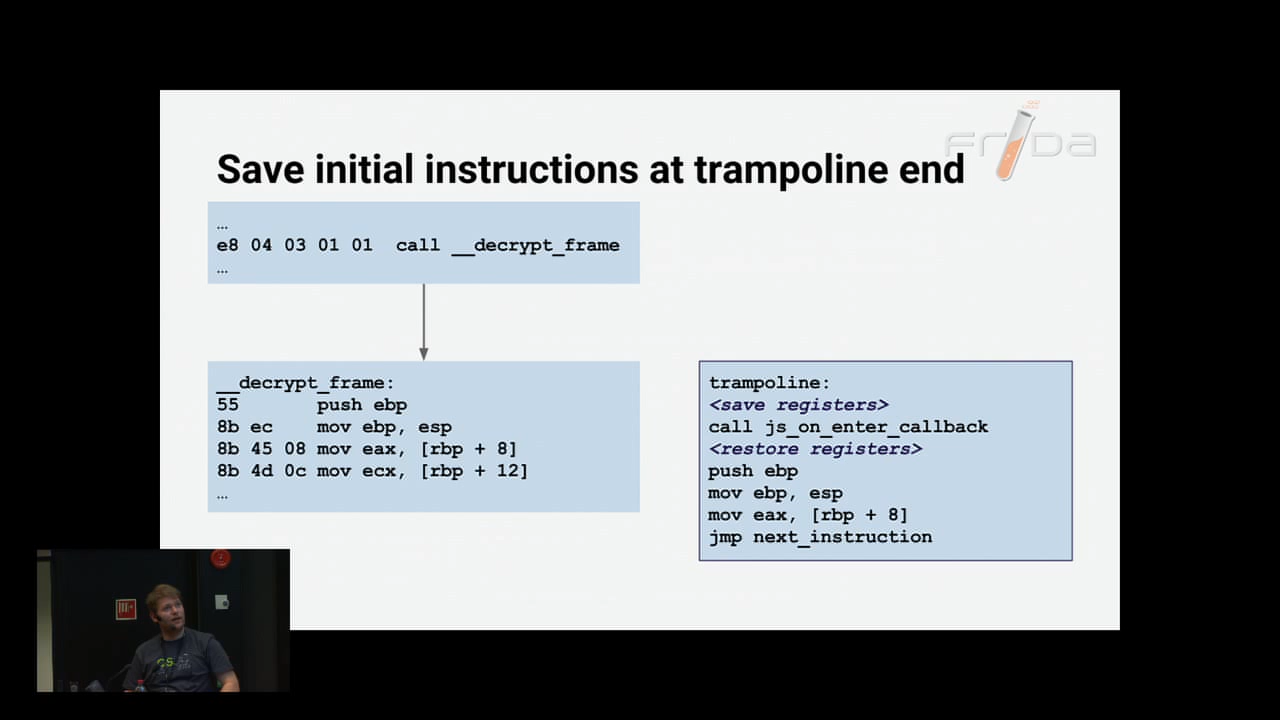 FRIDA
Save initial instructions at trampoline end
…
e8 04 03 01 01 call __decrypt_frame
…
__decrypt_frame:
55 push ebp
8b ec mov ebp, esp
8b 45 08 mov eax, [rbp + 8]
8b 4d 0c mov ecx, [rbp + 12]
…
trampoline:
<save registers>
call js_on_enter_callback
<restore registers>
push ebp
mov ebp, esp
mov eax, [rbp + 8]
jmp next_instruction